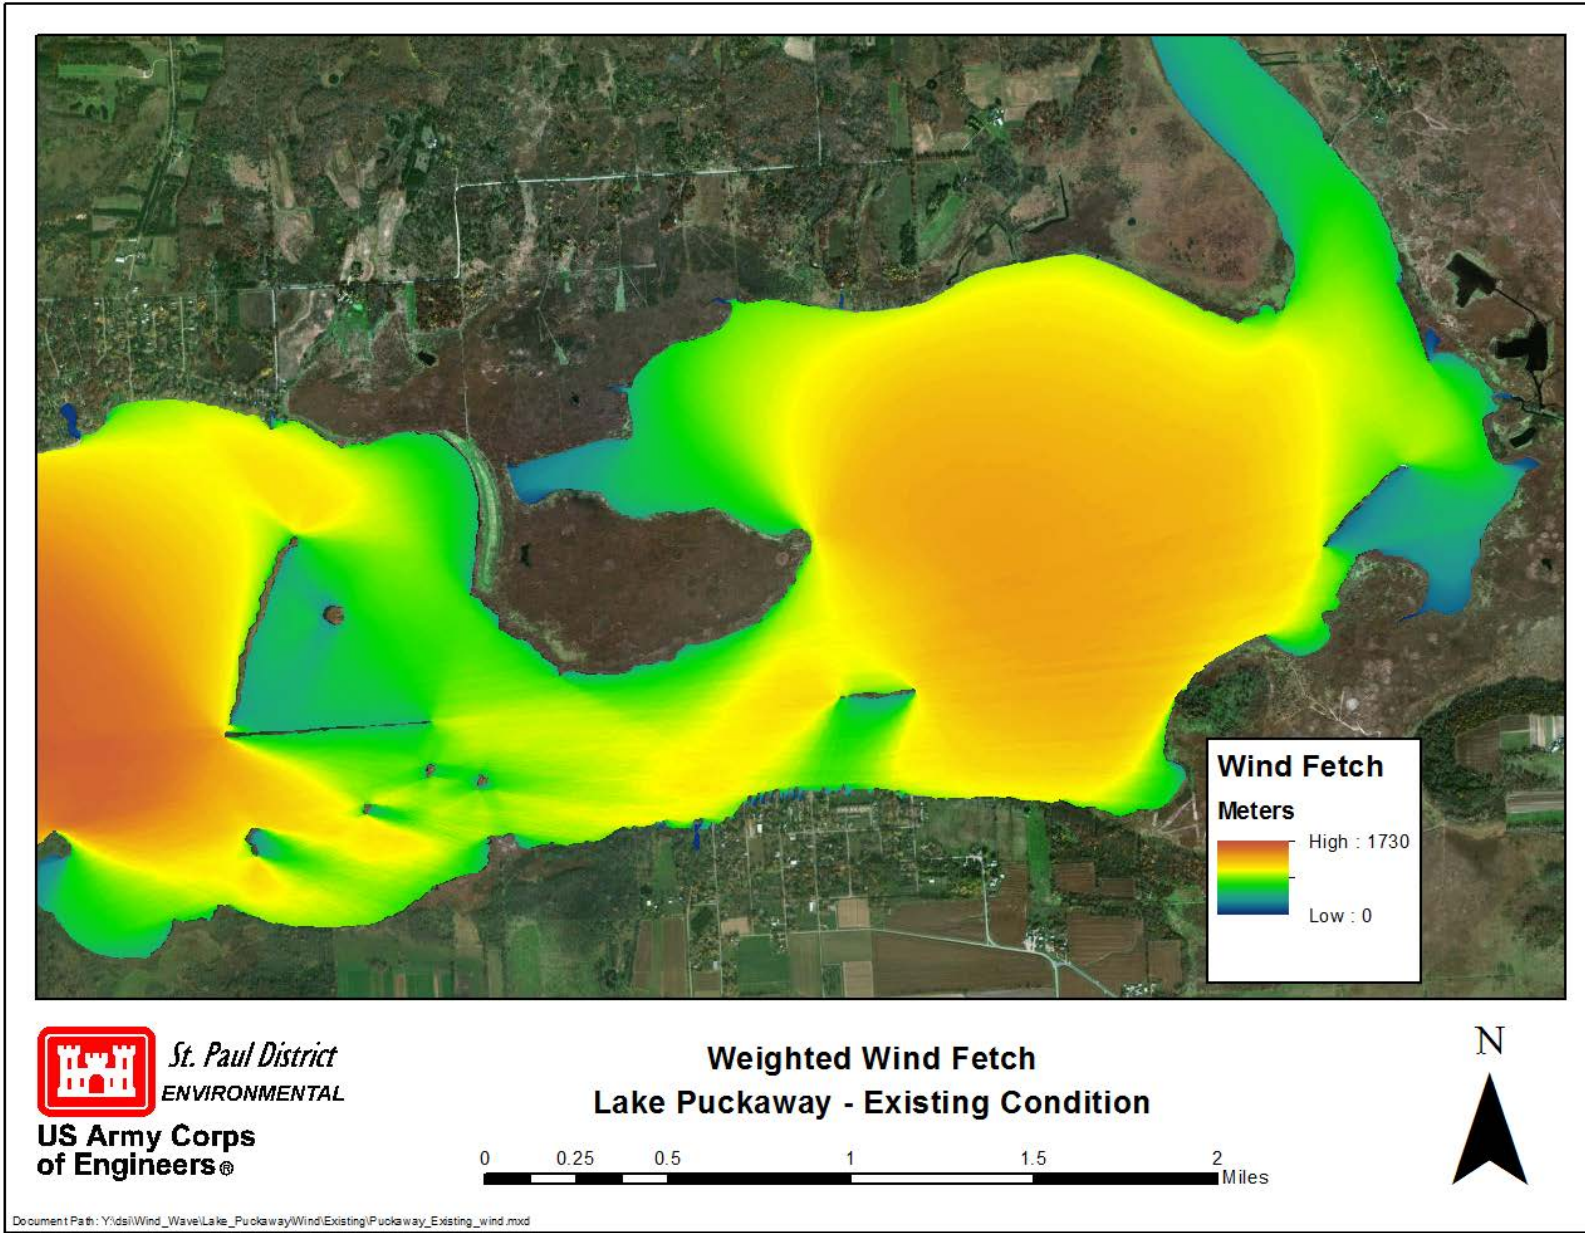 Wind Fetch
Meters
High : 1730
Low : 0
St. Paul District
ENVIRONMENTAL
US Army Corps
of Engineers®
Weighted Wind Fetch
Lake Puckaway - Existing Condition
0 0.25 0.5 1 1.5 2
Miles
N
Document Path: Y:\dsi\Wind_Wave\Lake_Puckaway\Wind\Existing\Puckaway_Existing_wind.mxd